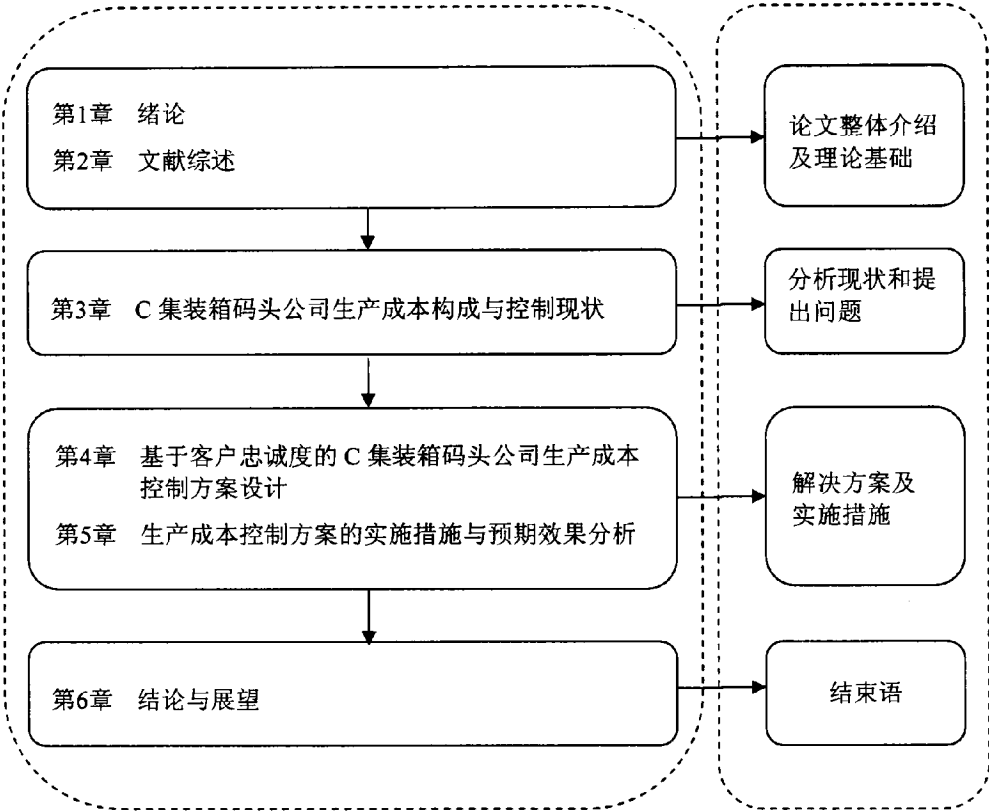 第1章 绪论
第2章 文献综述
论文整体介绍
及理论基础
第3章 C 集装箱码头公司生产成本构成与控制现状
分析现状和提
出问题
第4章 基于客户忠诚度的 C 集装箱码头公司生产成本
控制方案设计
第5章 生产成本控制方案的实施措施与预期效果分析
解决方案及
实施措施
第6章 结论与展望
结束语